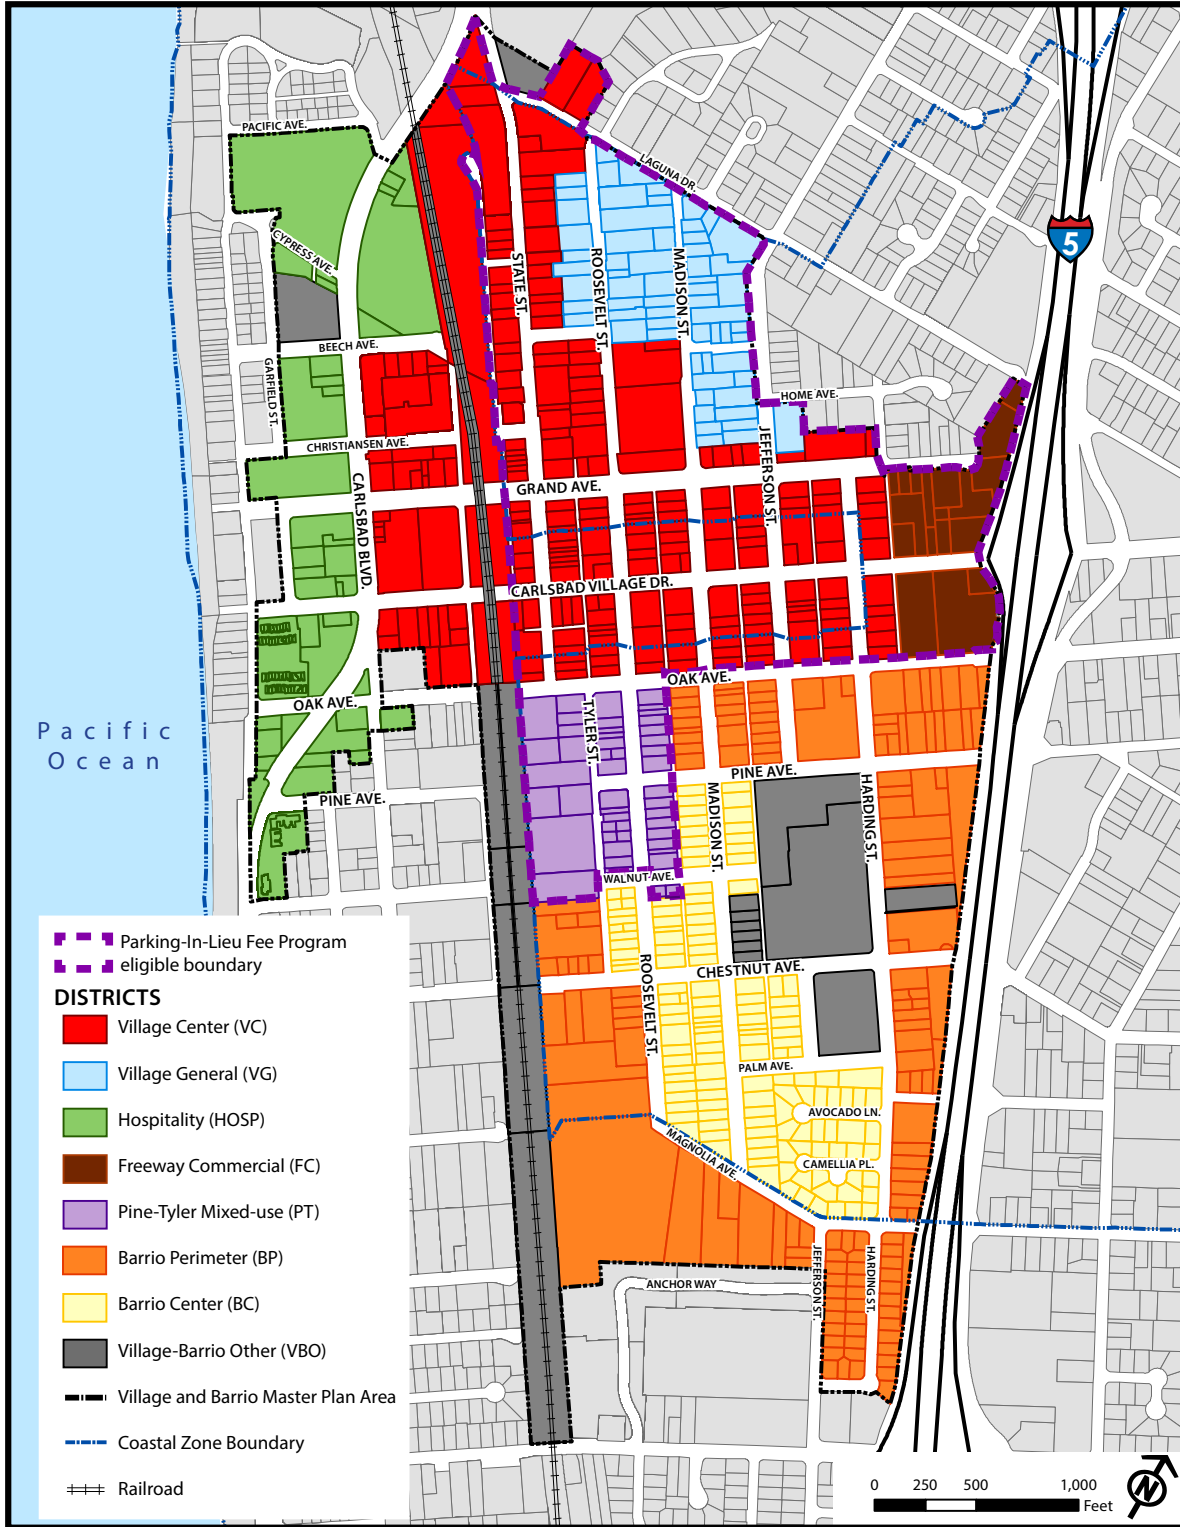 PACIFIC AVE.
LAGUNA DR.
CYPRESS AVE.
STATE ST.
ROOSEVELT ST.
MADISON ST.
5
BEECH AVE.
GARFIELD ST.
HOME AVE.
CHRISTIANSEN AVE.
JEFFERSON ST.
CARLSBAD BLVD.
GRAND AVE.
CARLSBAD VILLAGE DR.
OAK AVE.
OAK AVE.
TYLER ST.
Pacific
Ocean
PINE AVE.
PINE AVE.
MADISON ST.
HARDING ST.
WALNUT AVE.
ROOSEVELT ST.
CHESTNUT AVE.
PALM AVE.
AVOCADO LN.
MAGNOLIA AVE.
CAMELLIA PL.
JEFFERSON ST.
HARDING ST.
ANCHOR WAY
Parking-In-Lieu Fee Program
eligible boundary
DISTRICTS
Village Center (VC)
Village General (VG)
Hospitality (HOSP)
Freeway Commercial (FC)
Pine-Tyler Mixed-use (PT)
Barrio Perimeter (BP)
Barrio Center (BC)
Village-Barrio Other (VBO)
Village and Barrio Master Plan Area
Coastal Zone Boundary
Railroad
0 250 500 1,000
Feet
N